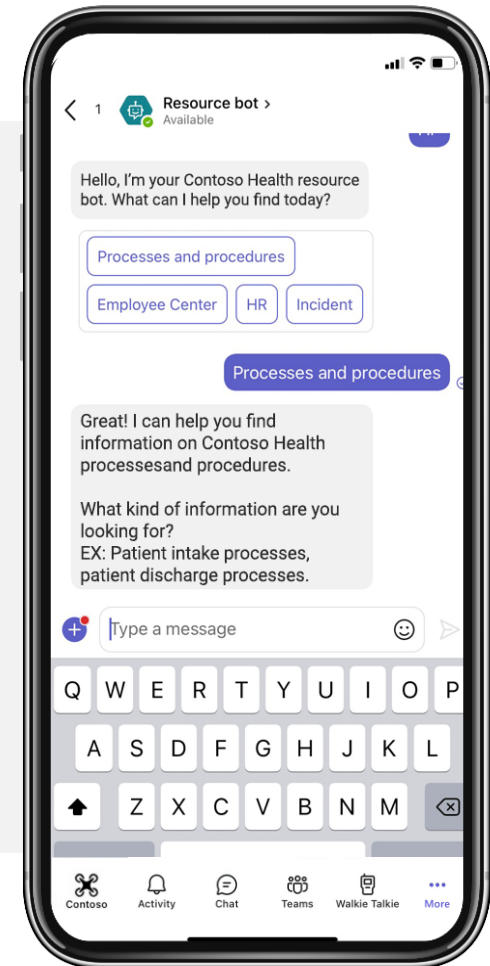 1
Resource bot >
Available
Hello, I'm your Contoso Health resource
bot. What can I help you find today?
Processes and procedures
Employee Center
HR
Incident
Processes and procedures
Great! I can help you find
information on Contoso Health
processesand procedures.
What kind of information are you
looking for?
EX: Patient intake processes,
patient discharge processes.
Type a message
Q W E R T Y U I O P
A S D F G H J K L
Z X C V B N M
Contoso
Activity
Chat
Teams
Walkie Talkie
More